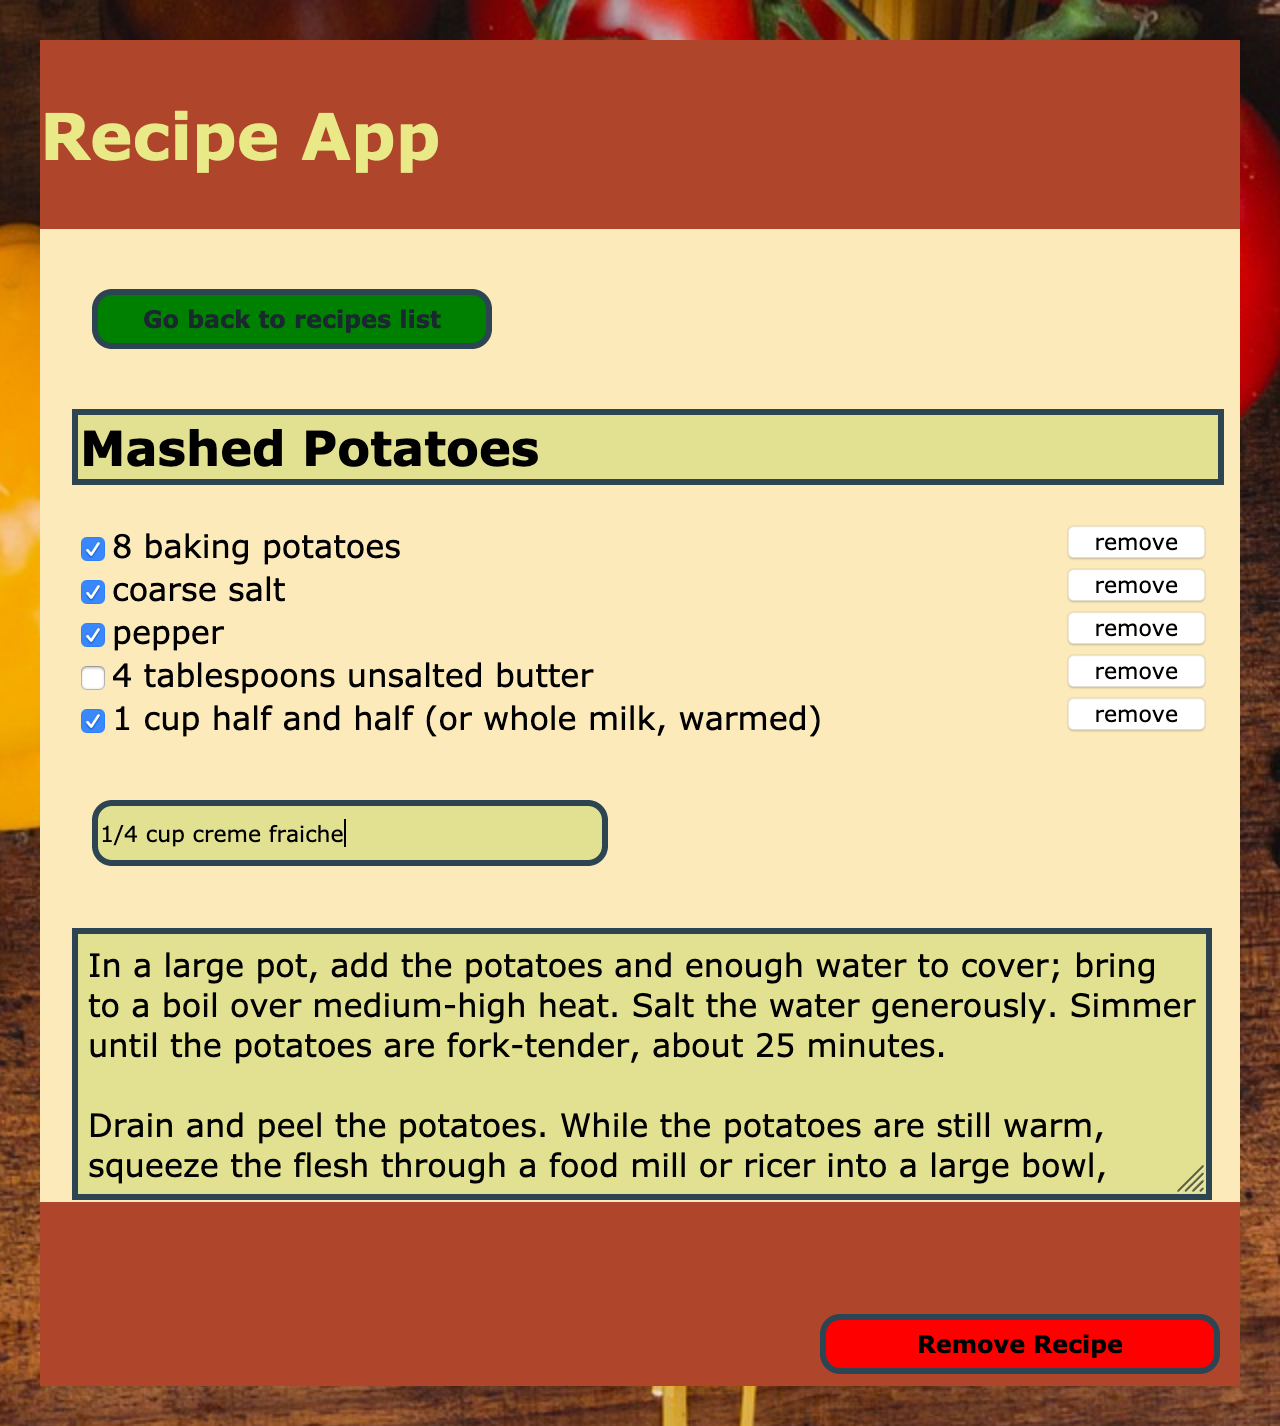 Recipe App
Go back to recipes list
Mashed Potatoes
8 baking potatoes remove
coarse salt remove
pepper remove
4 tablespoons unsalted butter remove
1 cup half and half (or whole milk, warmed) remove
1/4 cup creme fraiche
In a large pot, add the potatoes and enough water to cover; bring
to a boil over medium-high heat. Salt the water generously. Simmer
until the potatoes are fork-tender, about 25 minutes.
Drain and peel the potatoes. While the potatoes are still warm,
squeeze the flesh through a food mill or ricer into a large bowl,
Remove Recipe